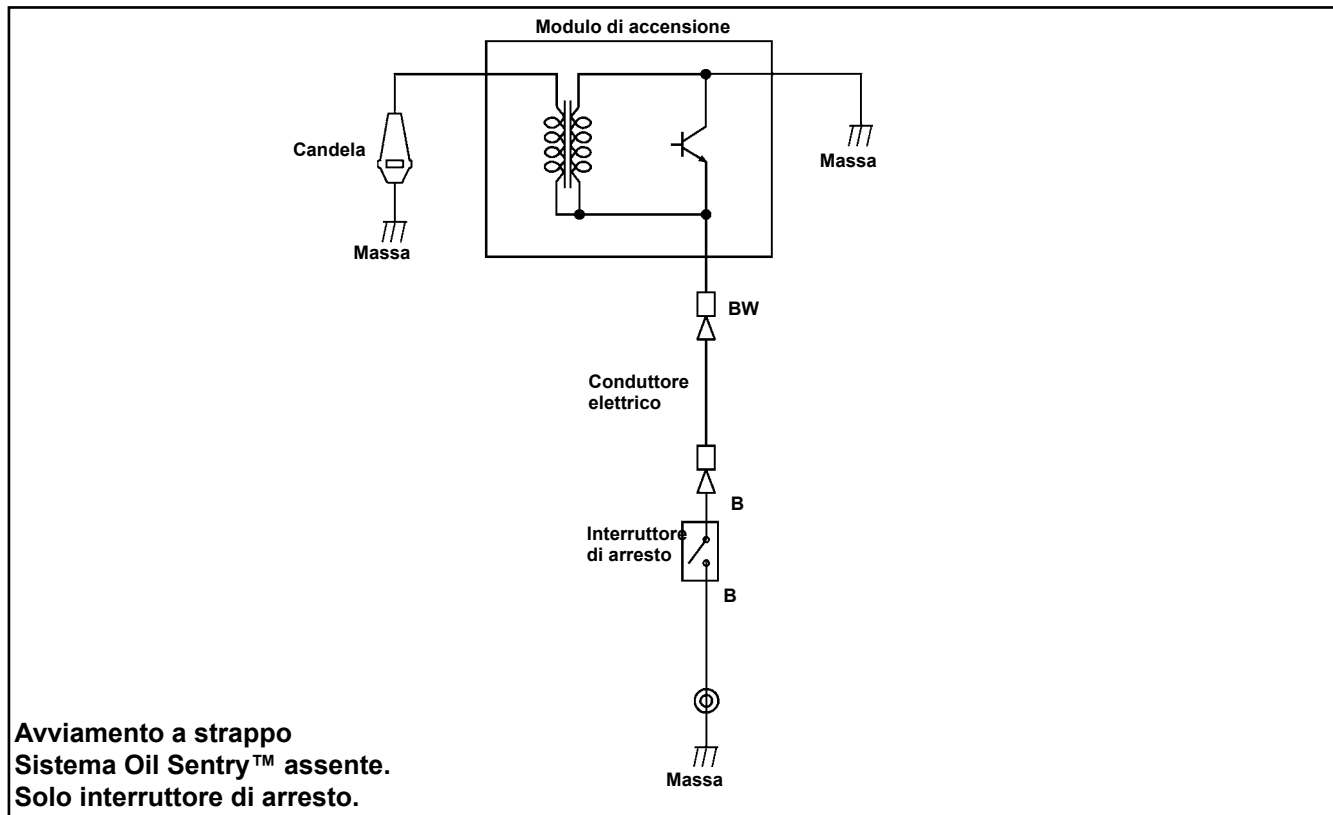 Modulo di accensione
Candela
Massa
Massa
BW
Conduttore
elettrico
B
Interruttore
di arresto
B
Massa
Avviamento a strappo
Sistema Oil Sentry™ assente.
Solo interruttore di arresto.